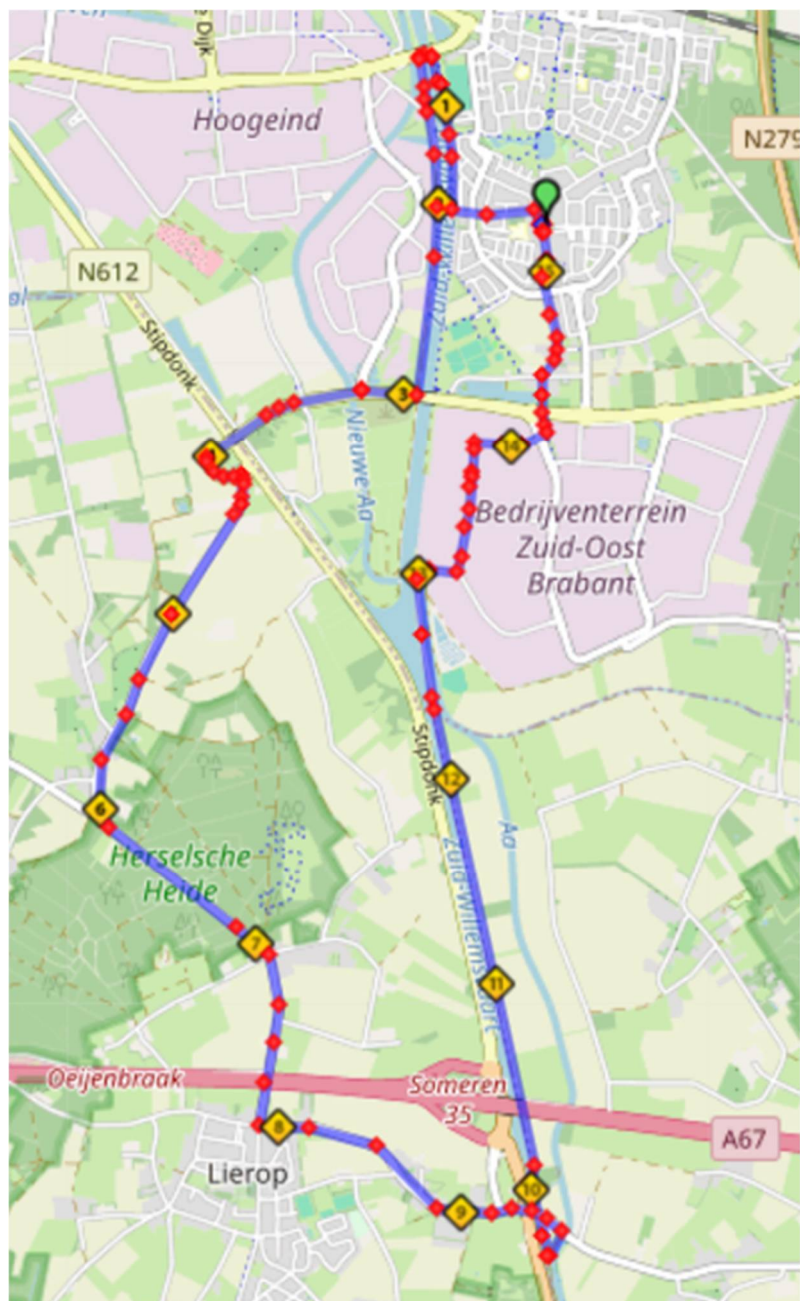 Dijk
Hoogeind
N279
1
N612
Stipdonk
3
Nieuwe Aa
14
Bedrijventerrein
Zuid-Oost
Brabant
Stipdonk
12
6
Aa
Herselsche
Heide
Zuid-Willemsvaart
7
11
Oeijenbraak
Someren
35
A67
8
Lierop
10
9